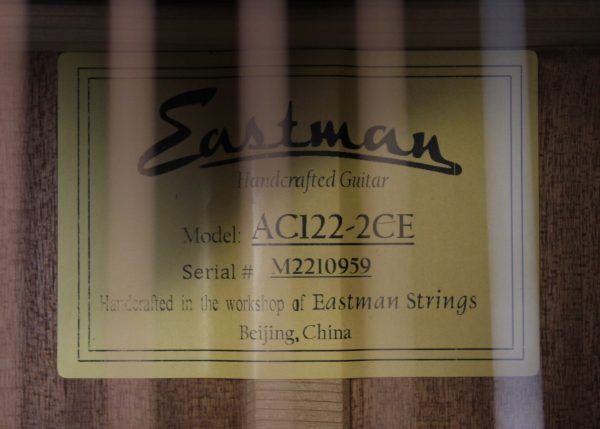 Eastman
Handcrafted Guitar
Model: AC122-2CE
Serial # M2210959
Handcrafted in the workshop of Eastman Strings
Beijing, China